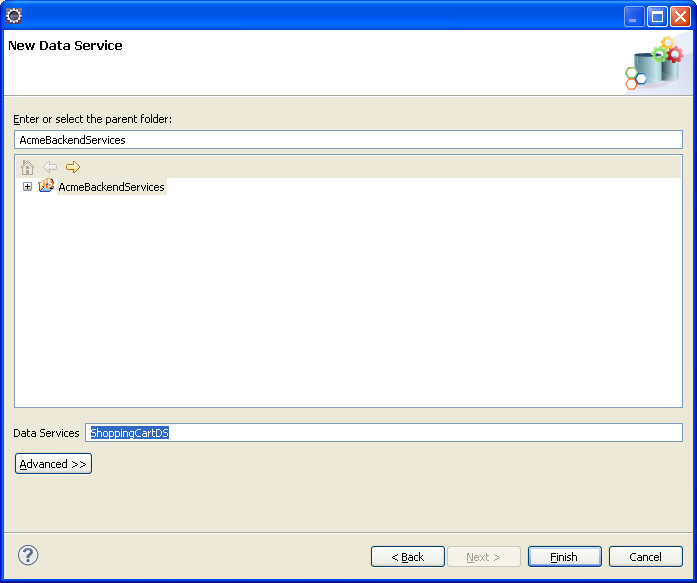 New Data Service
Enter or select the parent folder:
AcmeBackendServices
AcmeBackendServices
Data Services ShoppingCartDS
Advanced >>
? < Back Next > Finish Cancel